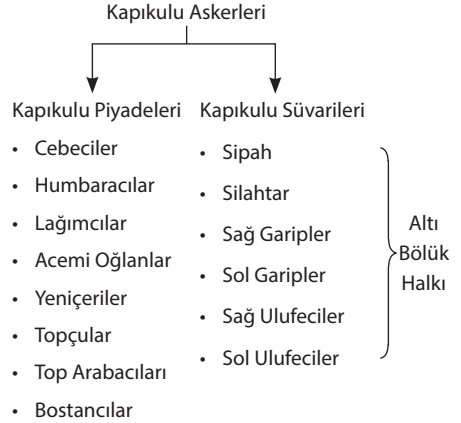 Kapıkulu Askerleri
Kapıkulu Piyadeleri
• Cebeciler
• Humbaracılar
• Lağımcılar
• Acemi Oğlanlar
• Yeniçeriler
• Topçular
• Top Arabacıları
• Bostancılar
Kapıkulu Süvarileri
• Sipah
• Silahtar
• Sağ Garipler
• Sol Garipler
• Sağ Ulufeciler
• Sol Ulufeciler
Altı
Bölük
Halkı